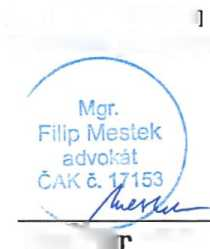 ]
Mgr.
Filip Mestek
advokát
ČAK č. 17153